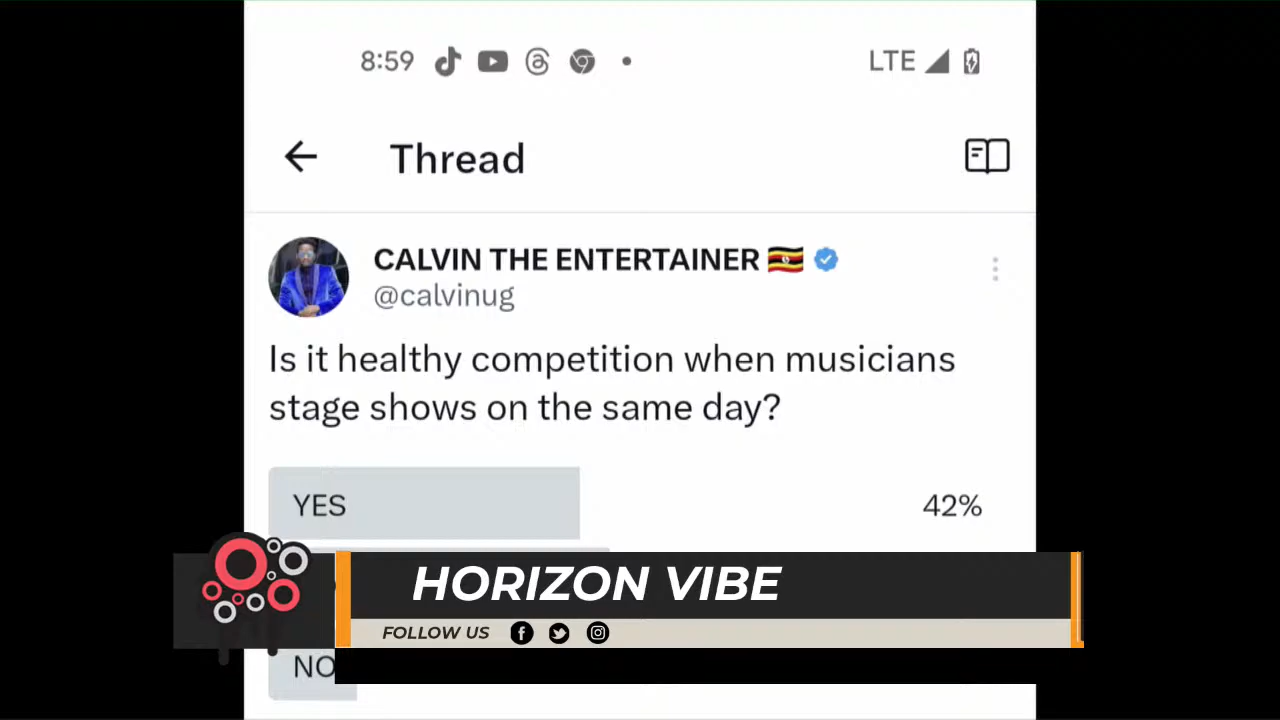 8:59
LTE
Thread
CALVIN THE ENTERTAINER 🇺🇬
@calvinug
Is it healthy competition when musicians
stage shows on the same day?
YES 42%
HORIZON VIBE
FOLLOW US
NO